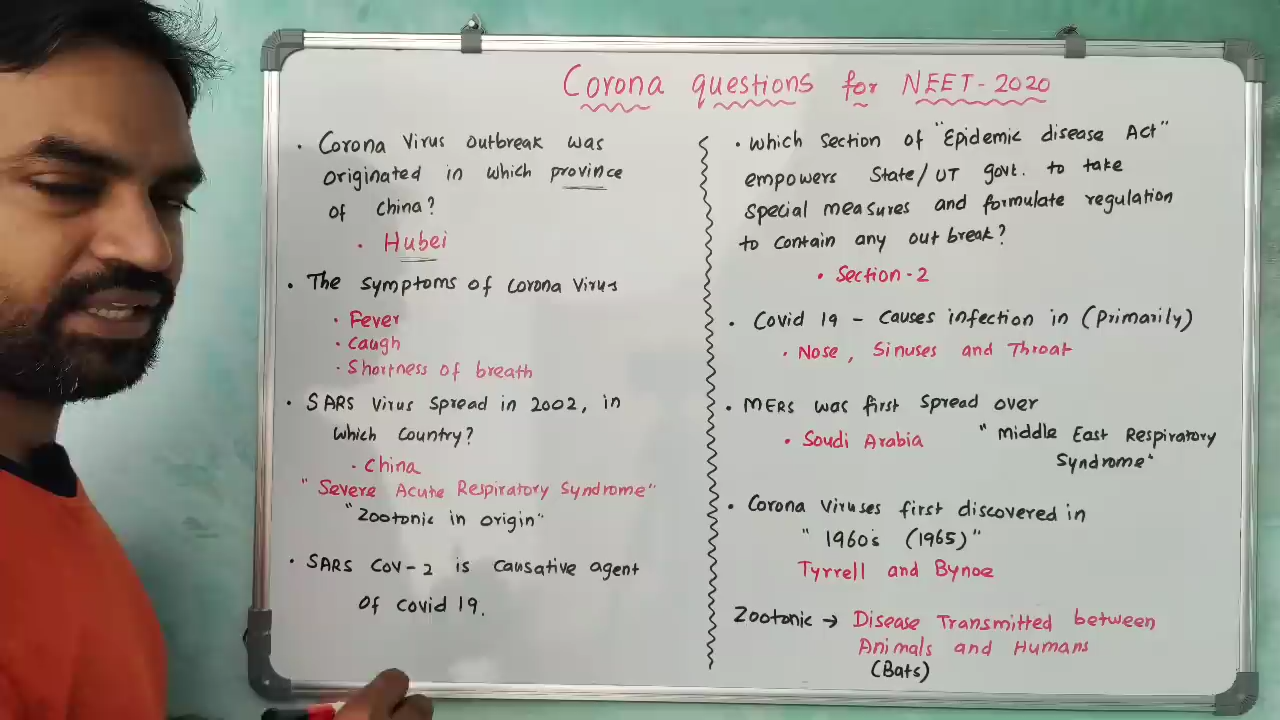 Corona questions for NEET-2020
• Corona Virus outbreak was
originated in which province
of China?
• Hubei
• The symptoms of Corona Virus
• Fever
• Caugh
• Shortness of breath
• SARS Virus Spread in 2002, in
which Country?
• China
"Severe Acute Respiratory Syndrome"
"Zootonic in origin"
• SARS COV-2 is causative agent
Of Covid 19.
• Which Section of "Epidemic disease Act"
empowers State/UT govt. to take
special measures and formulate regulation
to contain any out break?
• Section-2
• Covid 19 - Causes infection in (Primarily)
• Nose, Sinuses and Throat
• MERS was first spread over
• Soudi Arabia "Middle East Respiratory
Syndrome"
• Corona Viruses first discovered in
"1960's (1965)"
Tyrrell and Bynoe
Zootonic → Disease Transmitted between
Animals and Humans
(Bats)